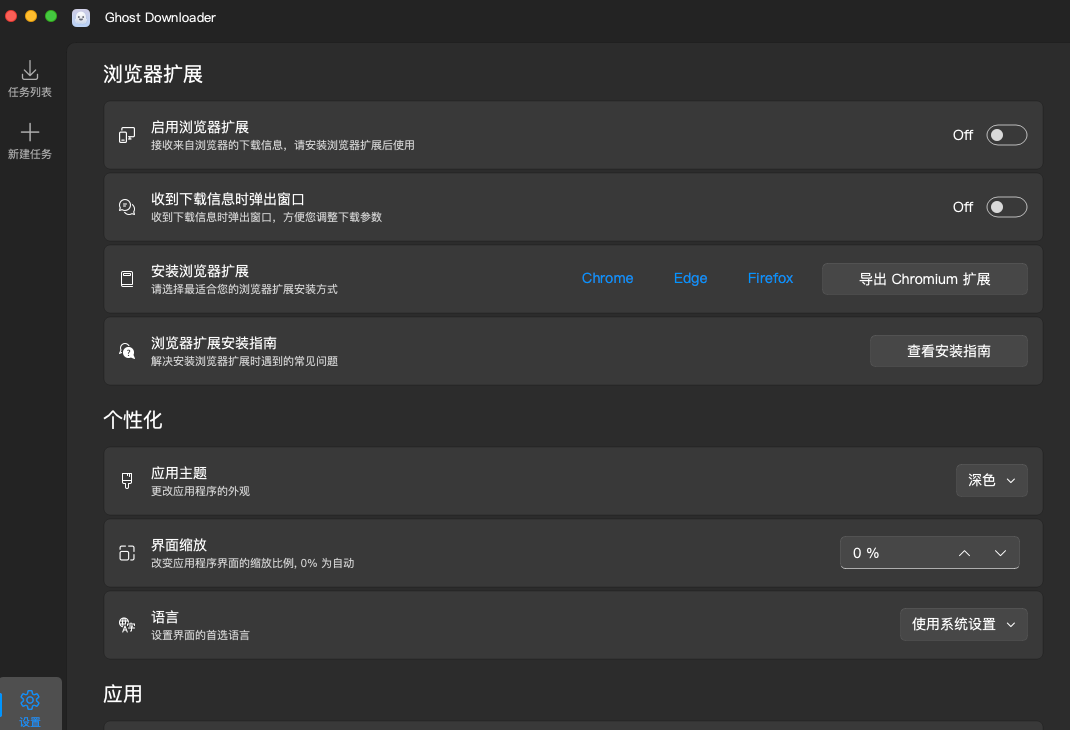 Ghost Downloader
任务列表
新建任务
浏览器扩展
启用浏览器扩展
接收来自浏览器的下载信息，请安装浏览器扩展后使用
Off
收到下载信息时弹出窗口
收到下载信息时弹出窗口，方便您调整下载参数
Off
安装浏览器扩展
请选择最适合您的浏览器扩展安装方式
Chrome Edge Firefox 导出 Chromium 扩展
浏览器扩展安装指南
解决安装浏览器扩展时遇到的常见问题
查看安装指南
个性化
应用主题
更改应用程序的外观
深色
界面缩放
改变应用程序界面的缩放比例, 0% 为自动
0 %
语言
设置界面的首选语言
使用系统设置
应用
设置